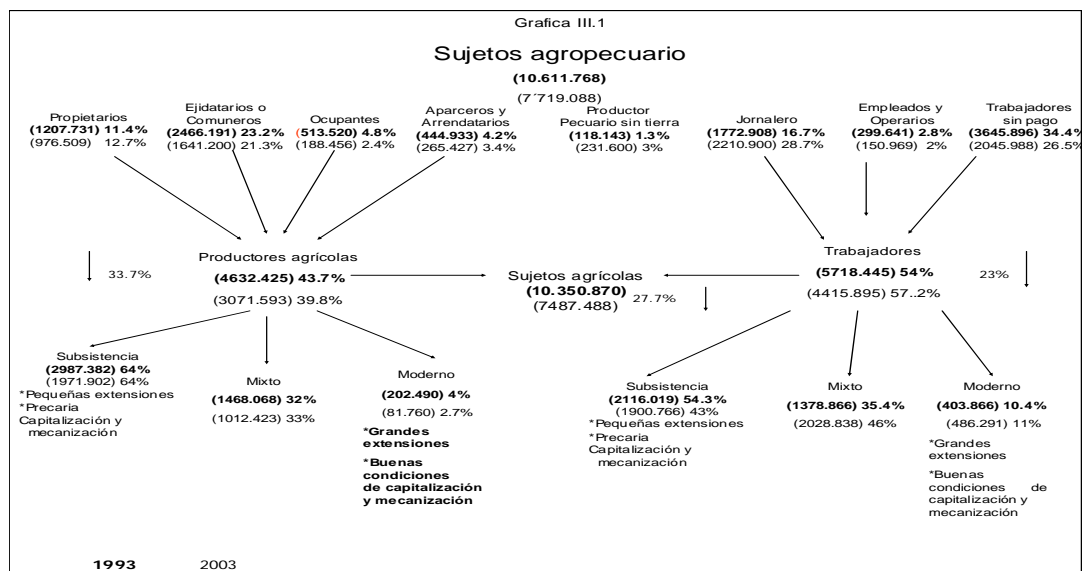 Grafica III.1
Sujetos agropecuario
(10.611.768)
(7´719.088)
Propietarios
(1207.731) 11.4%
(976.509) 12.7%
Ejidatarios o
Comuneros
(2466.191) 23.2%
(1641.200) 21.3%
Ocupantes
(513.520) 4.8%
(188.456) 2.4%
Aparceros y
Arrendatarios
(444.933) 4.2%
(265.427) 3.4%
Productor
Pecuario sin tierra
(118.143) 1.3%
(231.600) 3%
Jornalero
(1772.908) 16.7%
(2210.900) 28.7%
Empleados y
Operarios
(299.641) 2.8%
(150.969) 2%
Trabajadores
sin pago
(3645.896) 34.4%
(2045.988) 26.5%
33.7%
Productores agrícolas
(4632.425) 43.7%
(3071.593) 39.8%
Sujetos agrícolas
(10.350.870)
(7487.488)
27.7%
Trabajadores
(5718.445) 54%
(4415.895) 57..2%
23%
Subsistencia
(2987.382) 64%
(1971.902) 64%
*Pequeñas extensiones
*Precaria
Capitalización y
mecanización
Mixto
(1468.068) 32%
(1012.423) 33%
Moderno
(202.490) 4%
(81.760) 2.7%
*Grandes
extensiones
*Buenas
condiciones
de capitalización
y mecanización
Subsistencia
(2116.019) 54.3%
(1900.766) 43%
*Pequeñas extensiones
*Precaria
Capitalización y
mecanización
Mixto
(1378.866) 35.4%
(2028.838) 46%
Moderno
(403.866) 10.4%
(486.291) 11%
*Grandes
extensiones
*Buenas
condiciones de
capitalización y
mecanización
1993 2003